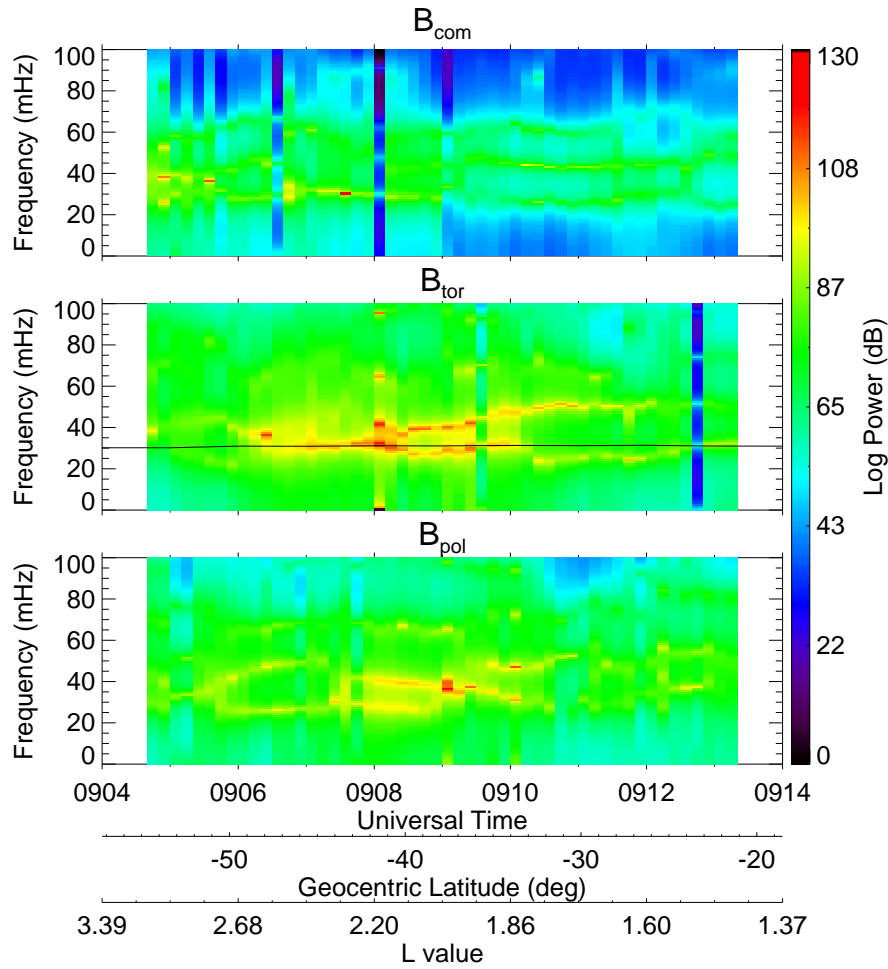 B_com
100
80
60
40
20
0
Frequency (mHz)
B_tor
100
80
60
40
20
0
Frequency (mHz)
B_pol
100
80
60
40
20
0
Frequency (mHz)
0904 0906 0908 0910 0912 0914
Universal Time
-50 -40 -30 -20
Geocentric Latitude (deg)
3.39 2.68 2.20 1.86 1.60 1.37
L value
130
108
87
65
43
22
0
Log Power (dB)